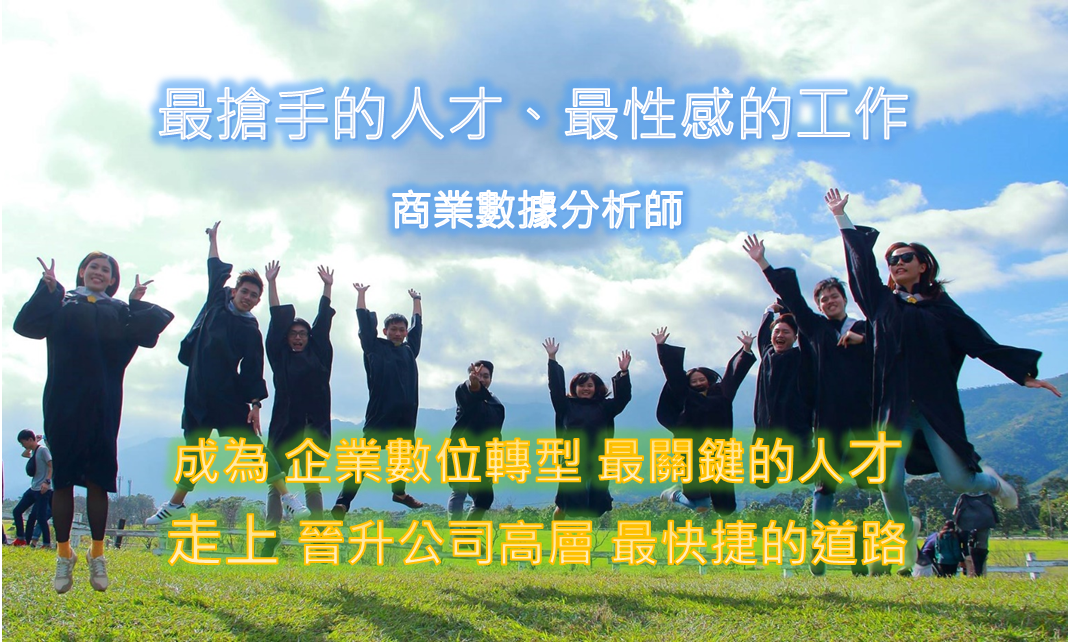 最搶手的人才、最性感的工作
商業數據分析師
成為 企業數位轉型 最關鍵的人才
走上 晉升公司高層 最快捷的道路